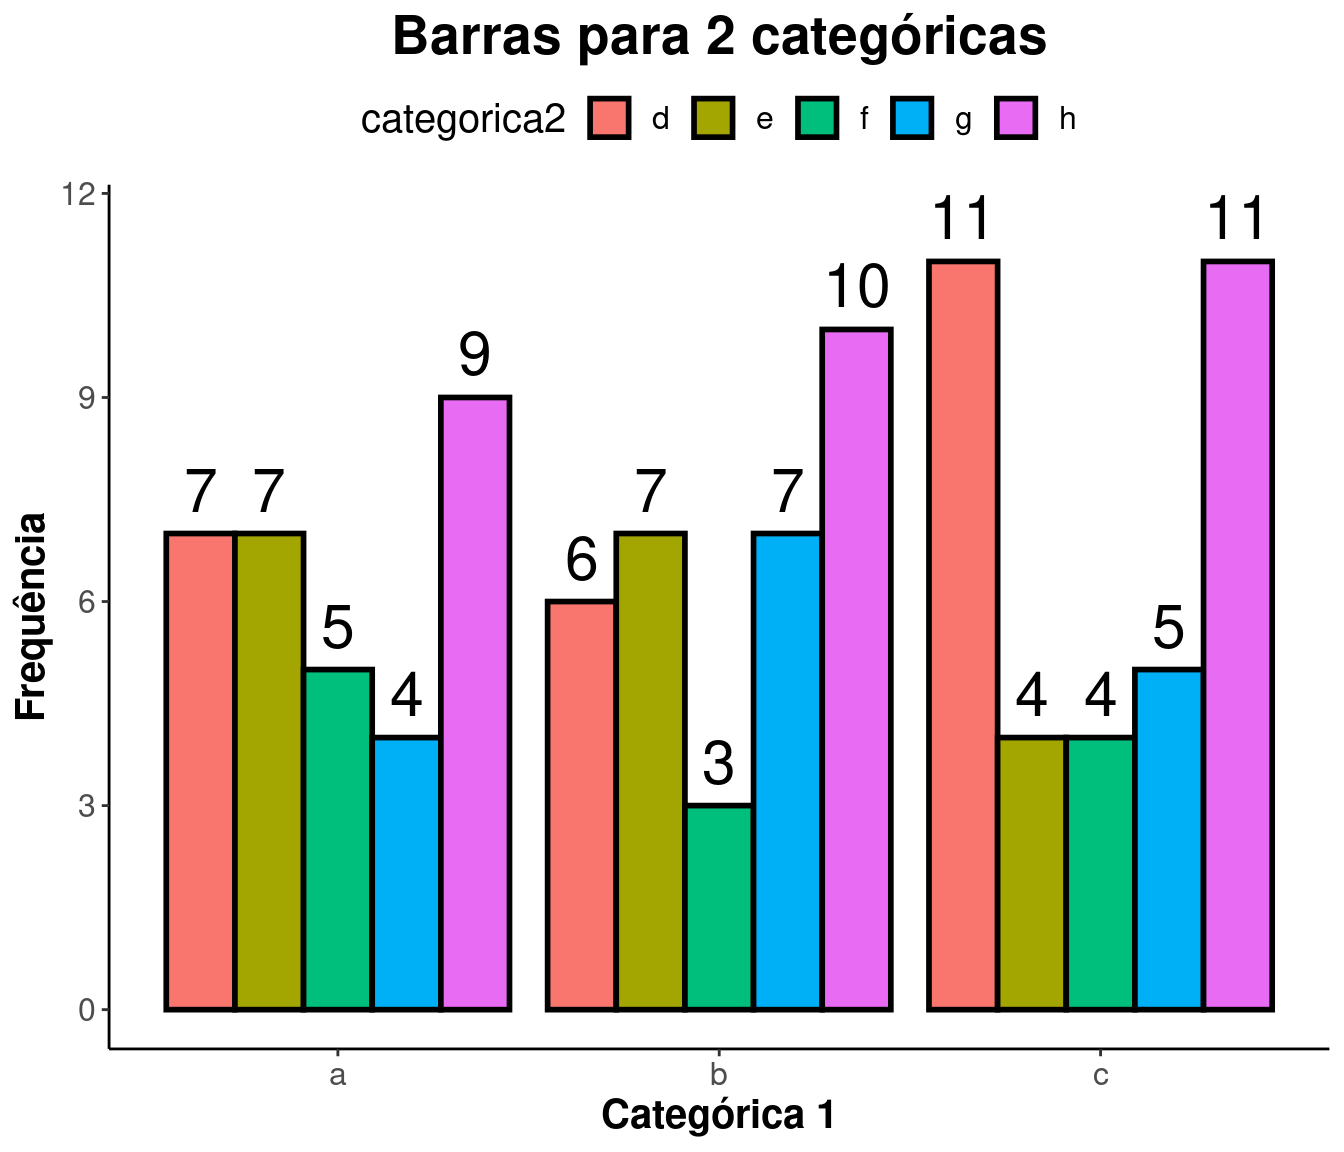 Barras para 2 categóricas
categorica2 d e f g h
12
9
6
3
0
Frequência
7 7 5 4 9
6 7 3 7 10
11 4 4 5 11
a b c
Categórica 1